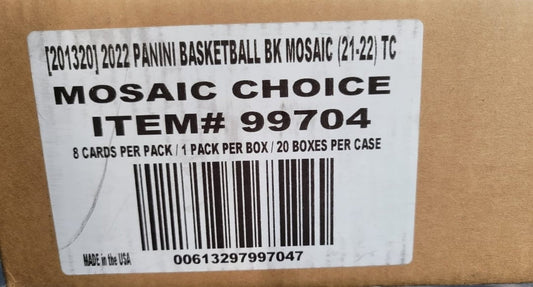 [201320] 2022 PANINI BASKETBALL BK MOSAIC (21-22) TC
MOSAIC CHOICE
ITEM# 99704
8 CARDS PER PACK / 1 PACK PER BOX / 20 BOXES PER CASE
MADE in the USA
00613297997047